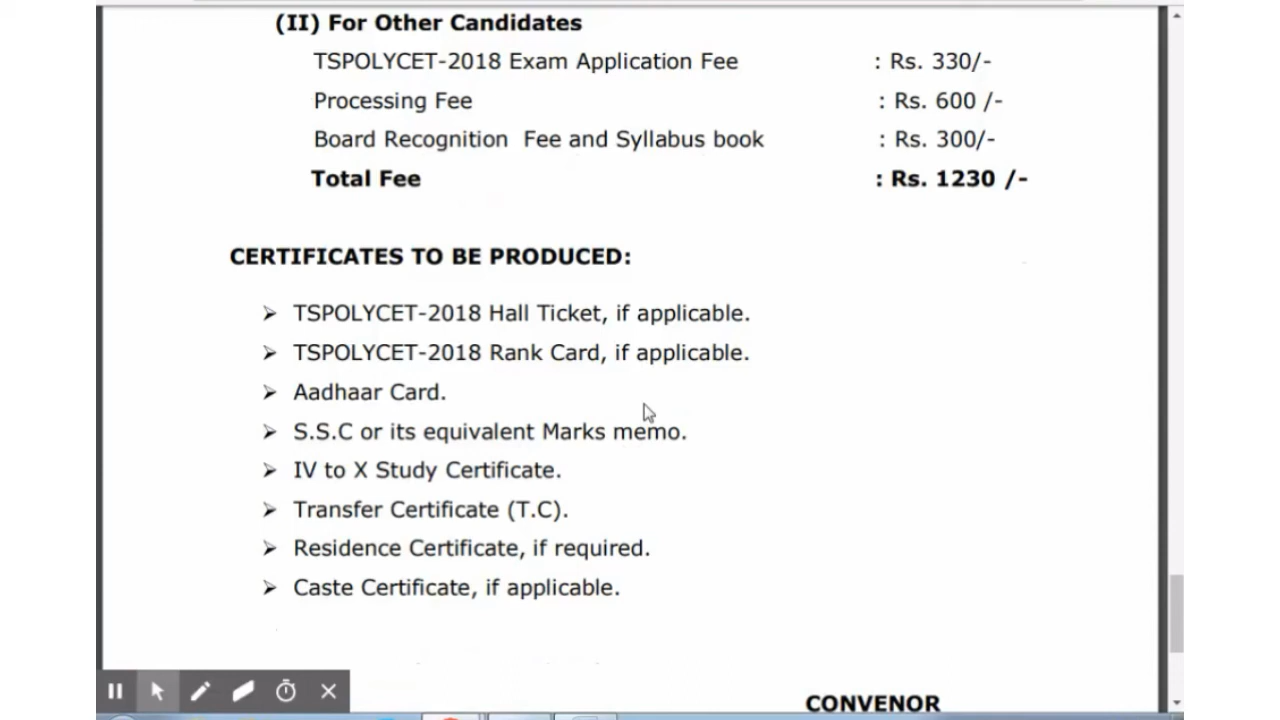 (II) For Other Candidates
TSPOLYCET-2018 Exam Application Fee : Rs. 330/-
Processing Fee : Rs. 600 /-
Board Recognition Fee and Syllabus book : Rs. 300/-
Total Fee : Rs. 1230 /-
CERTIFICATES TO BE PRODUCED:
➢ TSPOLYCET-2018 Hall Ticket, if applicable.
➢ TSPOLYCET-2018 Rank Card, if applicable.
➢ Aadhaar Card.
➢ S.S.C or its equivalent Marks memo.
➢ IV to X Study Certificate.
➢ Transfer Certificate (T.C).
➢ Residence Certificate, if required.
➢ Caste Certificate, if applicable.
CONVENOR